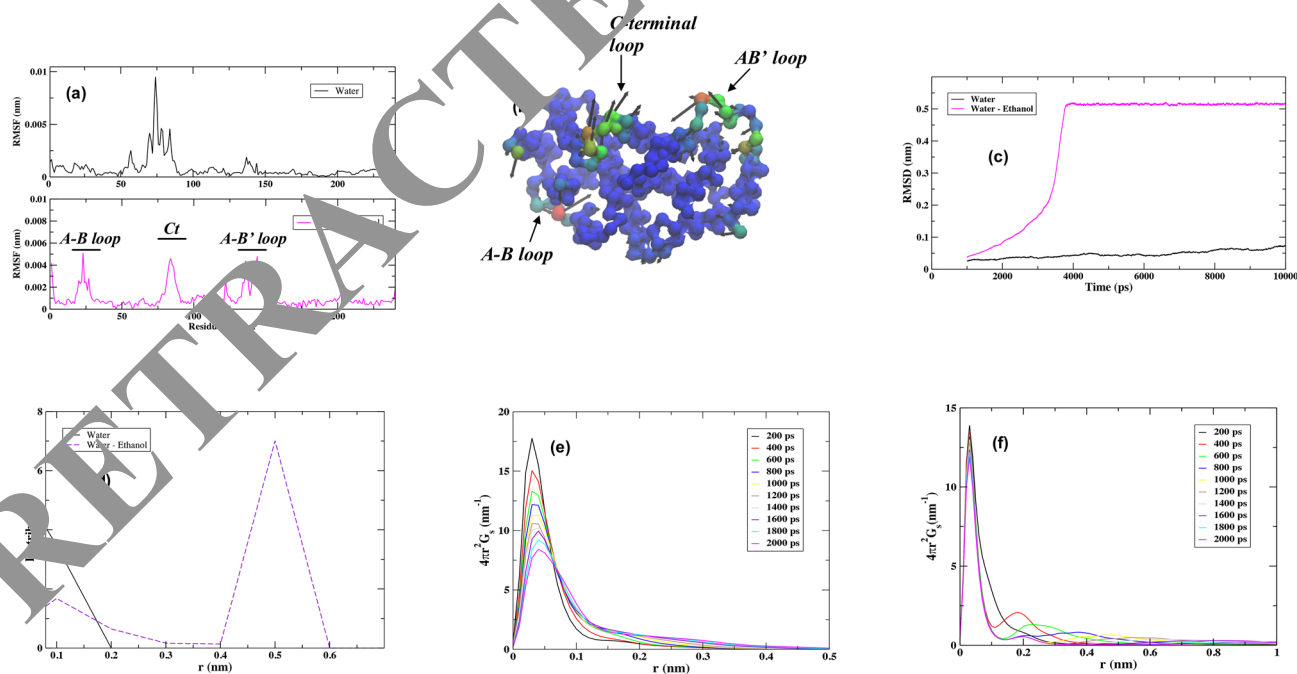 RETRACTED
C-terminal
loop
AB’ loop
A-B loop
0.01
0.005
0
RMSF (nm)
(a)
Water
0 50 100 150 200
0.01
0.008
0.006
0.004
0.002
0
RMSF (nm)
A-B loop
Ct
A-B’ loop
0 50 200
Residu
0.5
0.4
0.3
0.2
0.1
0
RMSD (nm)
Water
Water - Ethanol
(c)
0 2000 4000 6000 8000 10000
Time (ps)
8
7
0
Water
Water - Ethanol
0.1 0.2 0.3 0.4 0.5 0.6
r (nm)
20
15
10
5
0
4πr²Gₛ (nm⁻¹)
(e)
200 ps
400 ps
600 ps
800 ps
1000 ps
1200 ps
1400 ps
1600 ps
1800 ps
2000 ps
0 0.1 0.2 0.3 0.4 0.5
r (nm)
15
10
5
0
4πr²Gₛ (nm⁻¹)
(f)
200 ps
400 ps
600 ps
800 ps
1000 ps
1200 ps
1400 ps
1600 ps
1800 ps
2000 ps
0 0.2 0.4 0.6 0.8 1
r (nm)